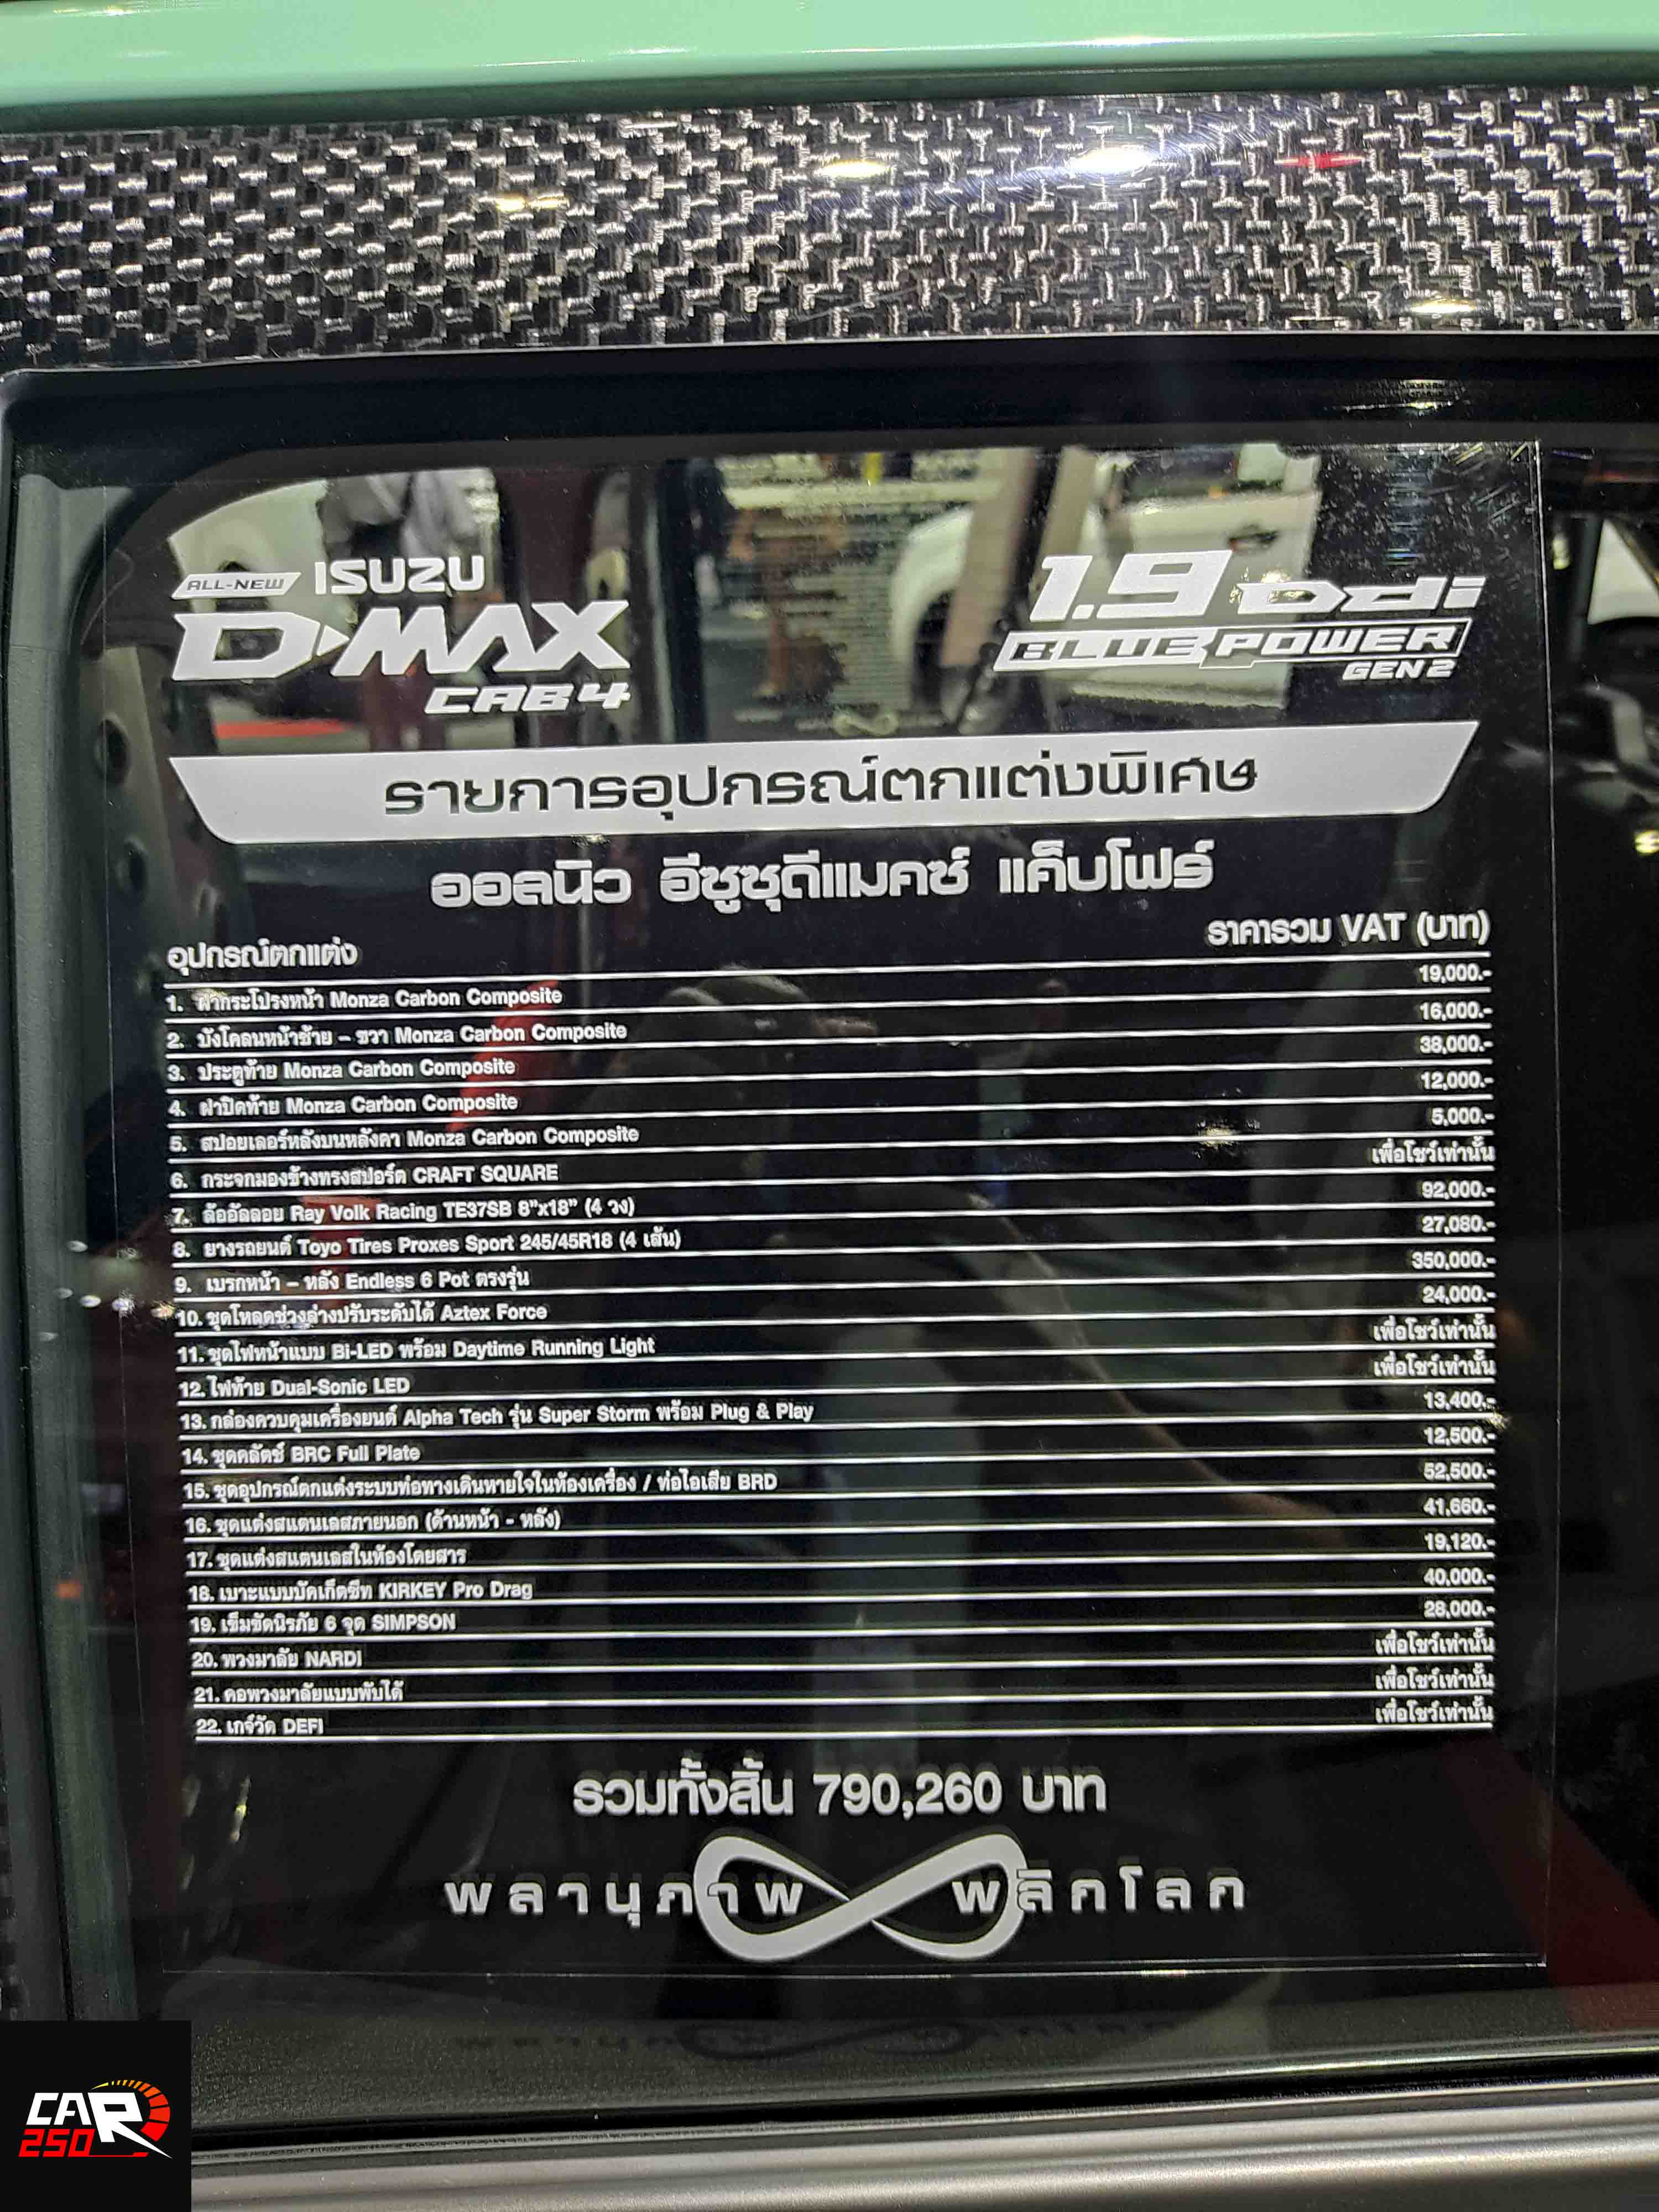 ALL-NEW ISUZU
D-MAX
CAB4
1.9 Ddi
BLUE POWER
GEN 2
รายการอุปกรณ์ตกแต่งพิเศษ
ออลนิว อีซูซุดีแมคซ์ แค็บโฟร์
อุปกรณ์ตกแต่ง ราคารวม VAT (บาท)
1. ฝากระโปรงหน้า Monza Carbon Composite 19,000.-
2. บังโคลนหน้าซ้าย – ขวา Monza Carbon Composite 16,000.-
3. ประตูท้าย Monza Carbon Composite 38,000.-
4. ฝาปิดท้าย Monza Carbon Composite 12,000.-
5. สปอยเลอร์หลังบนหลังคา Monza Carbon Composite 5,000.-
6. กระจกมองข้างทรงสปอร์ต CRAFT SQUARE เพื่อโชว์เท่านั้น
7. ล้ออัลลอย Ray Volk Racing TE37SB 8”x18” (4 วง) 92,000.-
8. ยางรถยนต์ Toyo Tires Proxes Sport 245/45R18 (4 เส้น) 27,080.-
9. เบรกหน้า – หลัง Endless 6 Pot ตรงรุ่น 350,000.-
10. ชุดโหลดช่วงล่างปรับระดับได้ Aztex Force 24,000.-
11. ชุดไฟหน้าแบบ Bi-LED พร้อม Daytime Running Light เพื่อโชว์เท่านั้น
12. ไฟท้าย Dual-Sonic LED เพื่อโชว์เท่านั้น
13. กล่องควบคุมเครื่องยนต์ Alpha Tech รุ่น Super Storm พร้อม Plug & Play 13,400.-
14. ชุดคลัตช์ BRC Full Plate 12,500.-
15. ชุดอุปกรณ์ตกแต่งระบบท่อทางเดินหายใจในห้องเครื่อง / ท่อไอเสีย BRD 52,500.-
16. ชุดแต่งสแตนเลสภายนอก (ด้านหน้า - หลัง) 41,660.-
17. ชุดแต่งสแตนเลสในห้องโดยสาร 19,120.-
18. เบาะแบบบัคเก็ตซีท KIRKEY Pro Drag 40,000.-
19. เข็มขัดนิรภัย 6 จุด SIMPSON 28,000.-
20. พวงมาลัย NARDI เพื่อโชว์เท่านั้น
21. คอพวงมาลัยแบบพับได้ เพื่อโชว์เท่านั้น
22. เกจ์วัด DEFI เพื่อโชว์เท่านั้น
รวมทั้งสิ้น 790,260 บาท
พลานุภาพ พลิกโลก
CAR
250